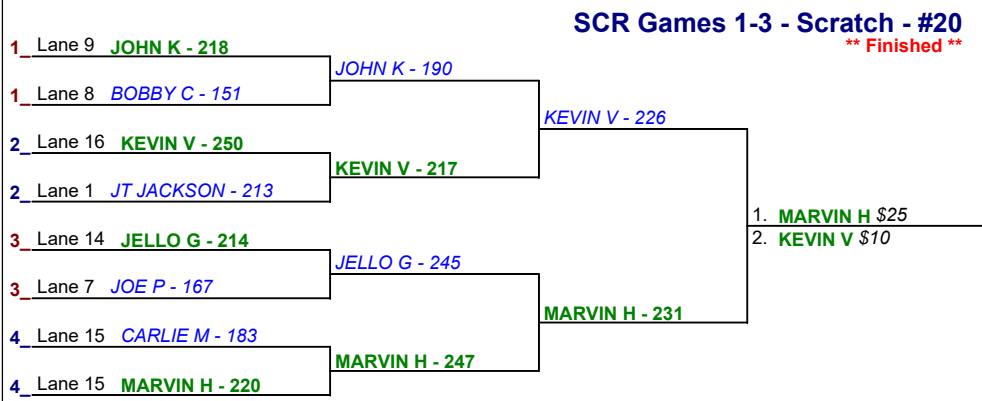 SCR Games 1-3 - Scratch - #20
** Finished **
1_ Lane 9 JOHN K - 218
JOHN K - 190
1_ Lane 8 BOBBY C - 151
KEVIN V - 226
2_ Lane 16 KEVIN V - 250
KEVIN V - 217
2_ Lane 1 JT JACKSON - 213
1. MARVIN H $25
2. KEVIN V $10
3_ Lane 14 JELLO G - 214
JELLO G - 245
3_ Lane 7 JOE P - 167
MARVIN H - 231
4_ Lane 15 CARLIE M - 183
MARVIN H - 247
4_ Lane 15 MARVIN H - 220